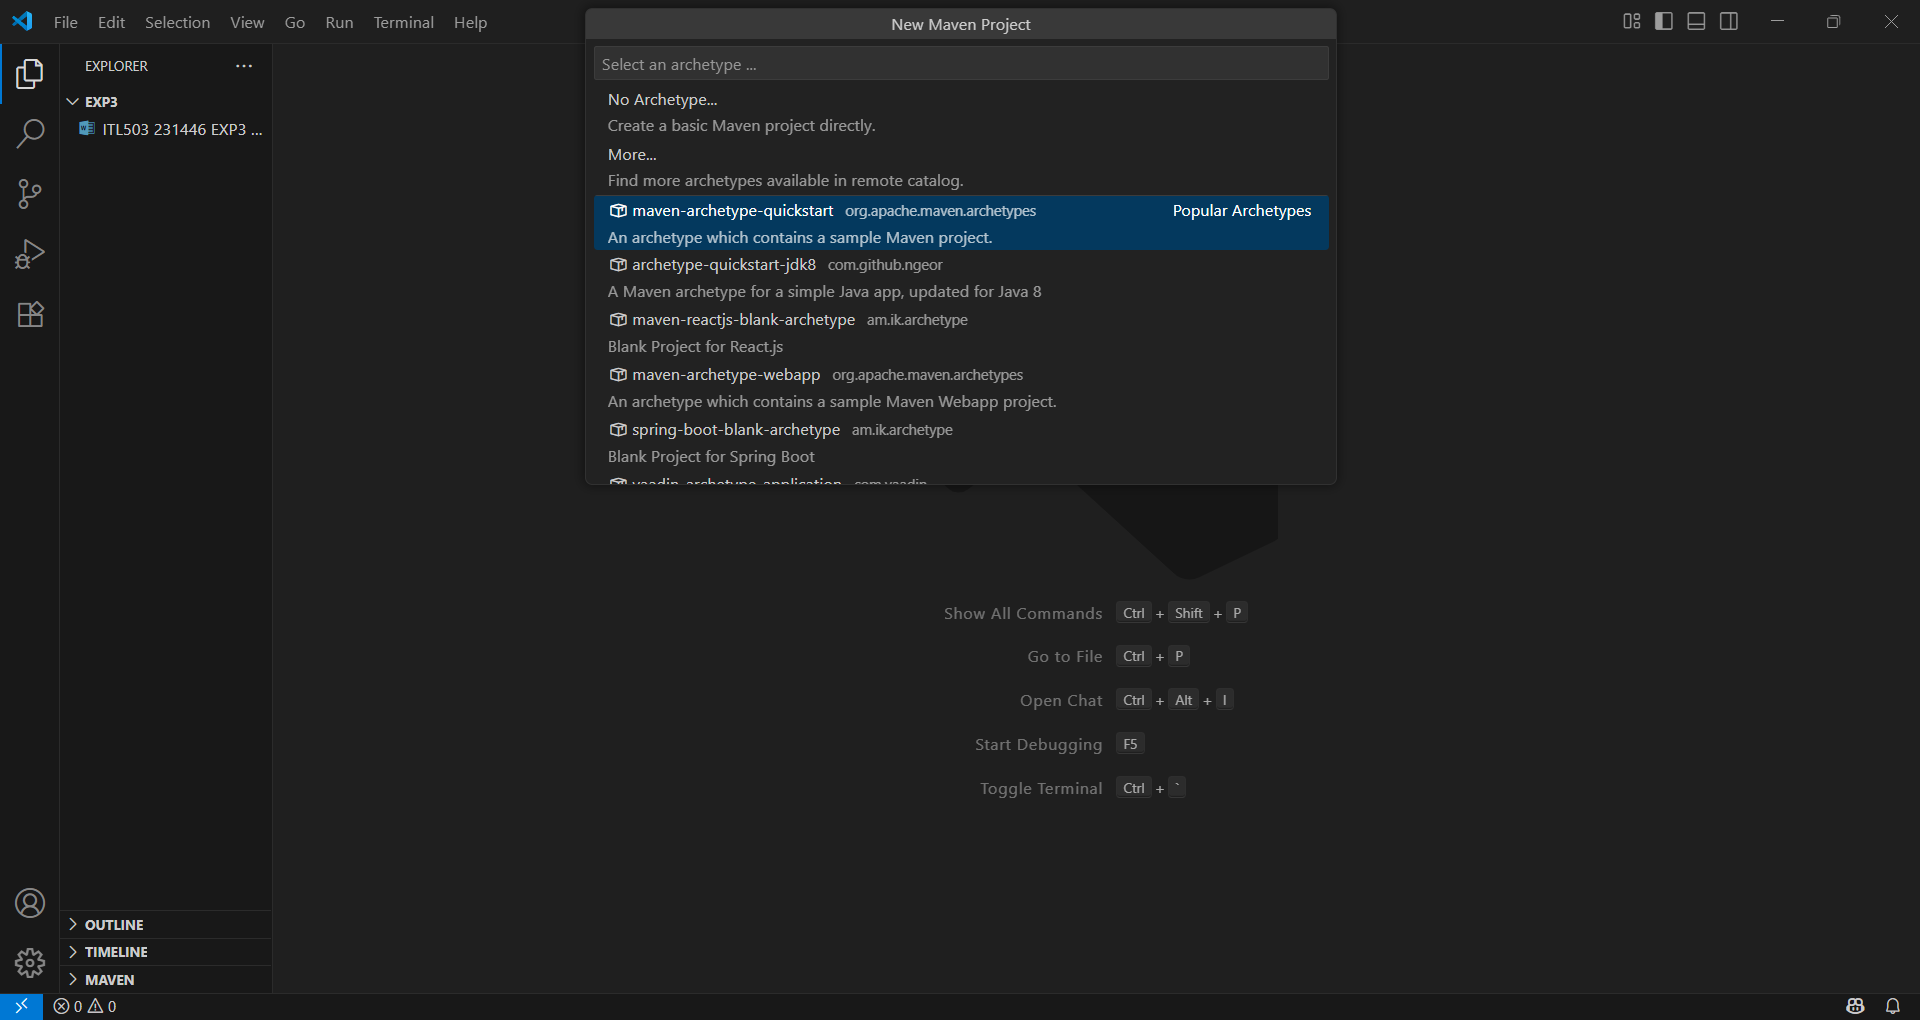 File Edit Selection View Go Run Terminal Help
New Maven Project
Select an archetype ...
No Archetype...
Create a basic Maven project directly.
More...
Find more archetypes available in remote catalog.
maven-archetype-quickstart org.apache.maven.archetypes Popular Archetypes
An archetype which contains a sample Maven project.
archetype-quickstart-jdk8 com.github.ngeor
A Maven archetype for a simple Java app, updated for Java 8
maven-reactjs-blank-archetype am.ik.archetype
Blank Project for React.js
maven-archetype-webapp org.apache.maven.archetypes
An archetype which contains a sample Maven Webapp project.
spring-boot-blank-archetype am.ik.archetype
Blank Project for Spring Boot
vaadin-archetype-application com.vaadin
EXPLORER
EXP3
ITL503 231446 EXP3 ...
Show All Commands Ctrl + Shift + P
Go to File Ctrl + P
Open Chat Ctrl + Alt + I
Start Debugging F5
Toggle Terminal Ctrl + `
OUTLINE
TIMELINE
MAVEN
0 0